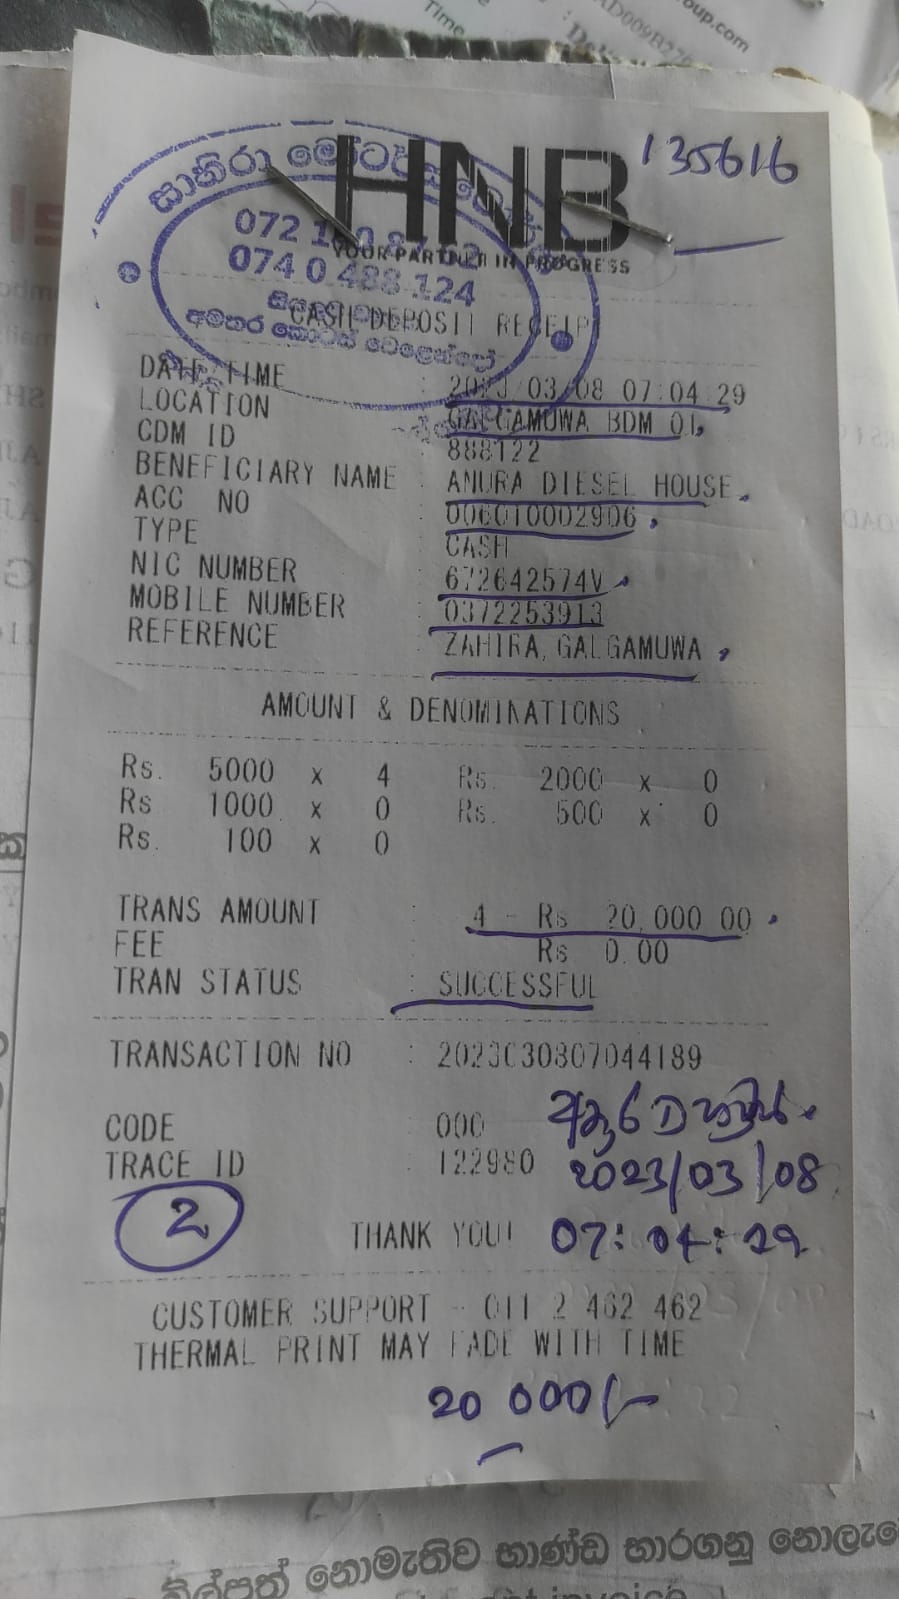 HNB
135616
YOUR PARTNER IN PROGRESS
සාහිරා මෝටර්ස්
072
074 0 488 124
CASH DEPOSIT RECEIPT
DATE/TIME : 2023/03/08 07:04:29
LOCATION : GALGAMUWA BDM 01
CDM ID : 888122
BENEFICIARY NAME : ANURA DIESEL HOUSE
ACC NO : 006010002906
TYPE : CASH
NIC NUMBER : 672642574V
MOBILE NUMBER : 0372253913
REFERENCE : ZAHIRA, GALGAMUWA
AMOUNT & DENOMINATIONS
Rs. 5000 x 4 Rs. 2000 x 0
Rs 1000 x 0 Rs. 500 x 0
Rs. 100 x 0
TRANS AMOUNT : 4 - Rs 20,000.00
FEE Rs 0.00
TRAN STATUS : SUCCESSFUL
TRANSACTION NO : 2023030807044189
CODE 000
TRACE ID : 122980
2023/03/08
2
THANK YOU! 07:04:29
CUSTOMER SUPPORT - 011 2 462 462
THERMAL PRINT MAY FADE WITH TIME
20 000/-
බිල්පත් නොමැතිව භාණ්ඩ භාරගනු නොලැබේ